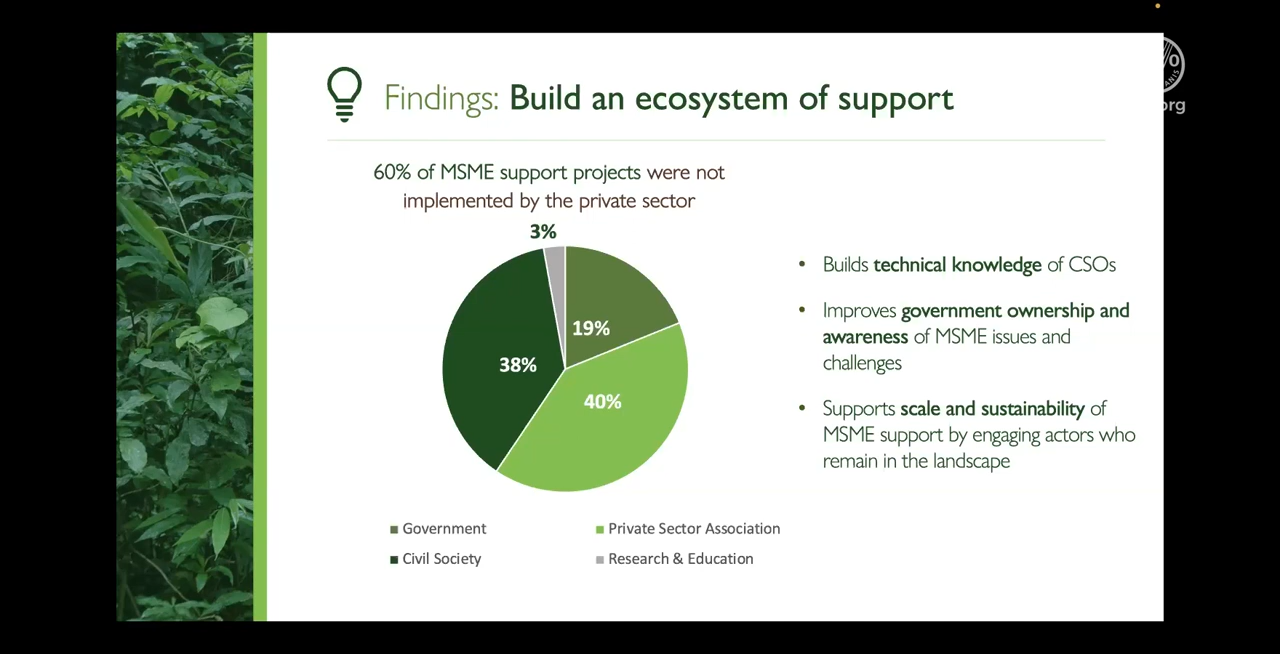 Findings: Build an ecosystem of support
60% of MSME support projects were not
implemented by the private sector
3%
19%
38%
40%
Government
Private Sector Association
Civil Society
Research & Education
• Builds technical knowledge of CSOs
• Improves government ownership and
awareness of MSME issues and
challenges
• Supports scale and sustainability of
MSME support by engaging actors who
remain in the landscape
org